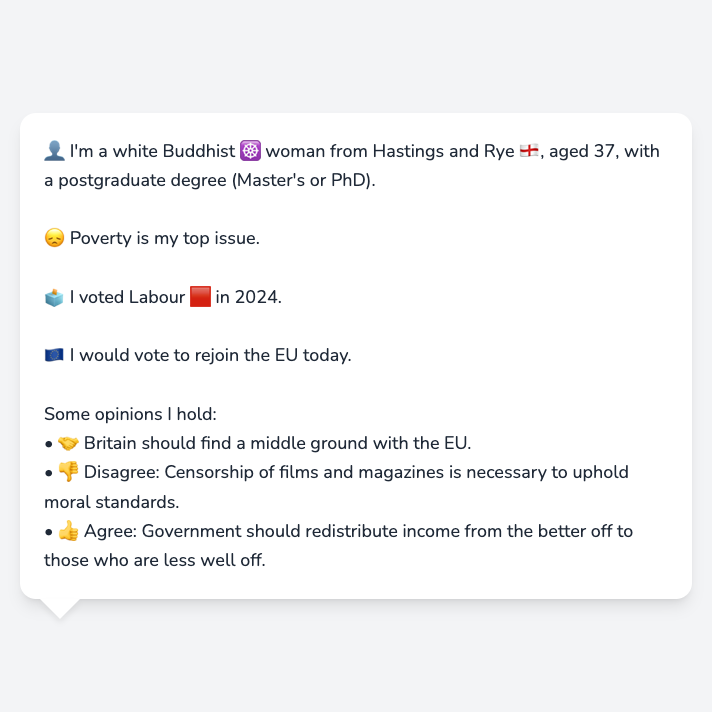 👤 I'm a white Buddhist ☸️ woman from Hastings and Rye 🏴󠁧󠁢󠁥󠁮󠁧󠁿, aged 37, with
a postgraduate degree (Master's or PhD).
😞 Poverty is my top issue.
🗳️ I voted Labour 🟥 in 2024.
🇪🇺 I would vote to rejoin the EU today.
Some opinions I hold:
• 🤝 Britain should find a middle ground with the EU.
• 👎 Disagree: Censorship of films and magazines is necessary to uphold
moral standards.
• 👍 Agree: Government should redistribute income from the better off to
those who are less well off.